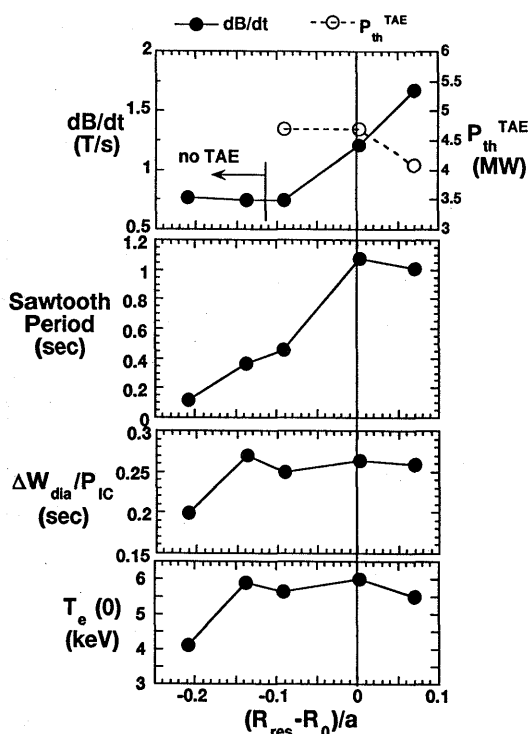 dB/dt P_th^TAE
2 6
dB/dt (T/s) 1.5 5.5
5
1 no TAE 4.5 P_th^TAE (MW)
4
3.5
0.5 3
Sawtooth Period (sec)
1.2
1
0.8
0.6
0.4
0.2
0
ΔW_dia/P_IC (sec)
0.3
0.25
0.2
0.15
T_e (0) (keV)
6
5
4
3
-0.2 -0.1 0 0.1
(R_res-R_0)/a